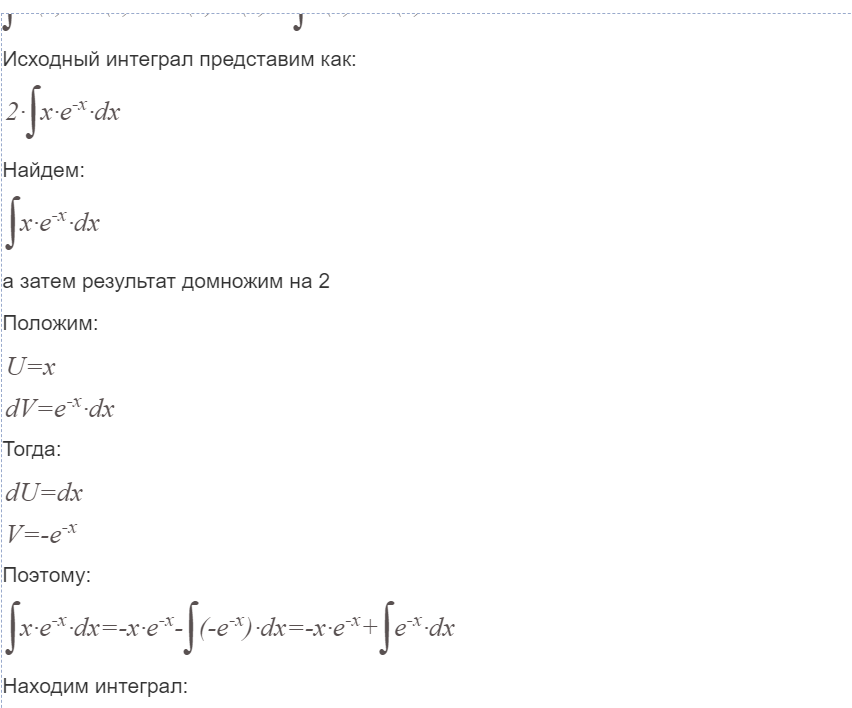 Исходный интеграл представим как:
2·∫x·e⁻ˣ·dx
Найдем:
∫x·e⁻ˣ·dx
а затем результат домножим на 2
Положим:
U=x
dV=e⁻ˣ·dx
Тогда:
dU=dx
V=-e⁻ˣ
Поэтому:
∫x·e⁻ˣ·dx=-x·e⁻ˣ-∫(-e⁻ˣ)·dx=-x·e⁻ˣ+∫e⁻ˣ·dx
Находим интеграл: